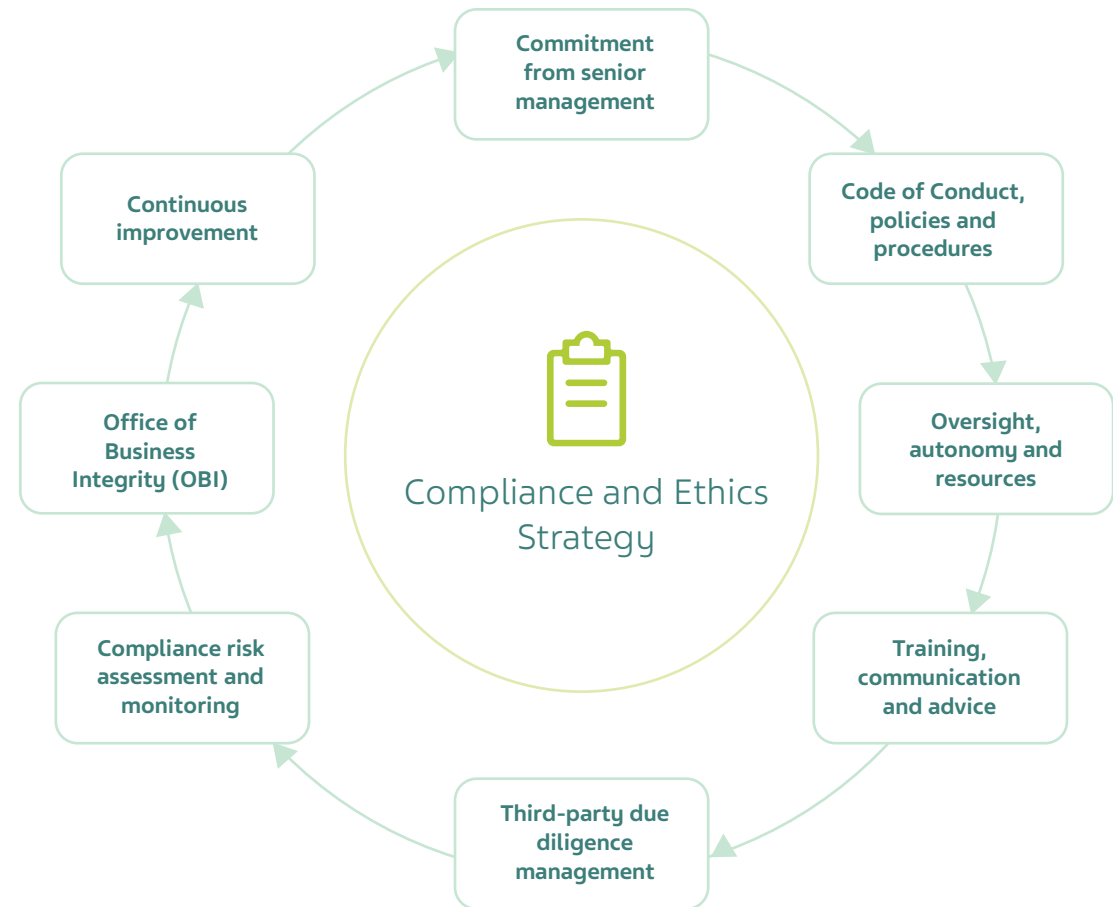 Commitment
from senior
management
Code of Conduct,
policies and
procedures
Oversight,
autonomy and
resources
Training,
communication
and advice
Third-party due
diligence
management
Compliance risk
assessment and
monitoring
Office of
Business
Integrity (OBI)
Continuous
improvement
Compliance and Ethics
Strategy